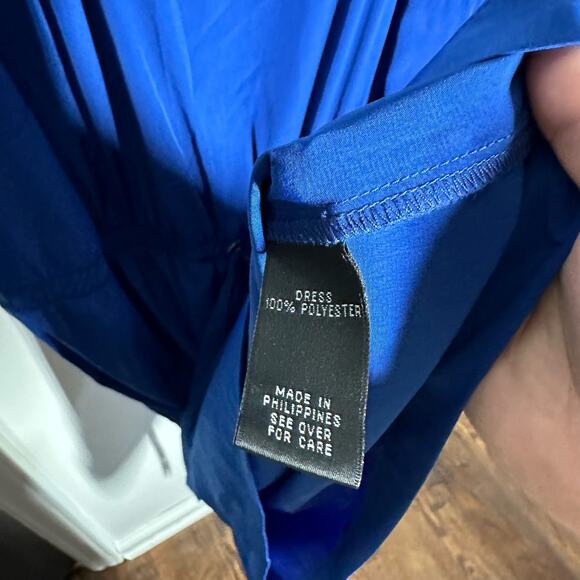 DRESS
100% POLYESTER
MADE IN
PHILIPPINES
SEE OVER
FOR CARE